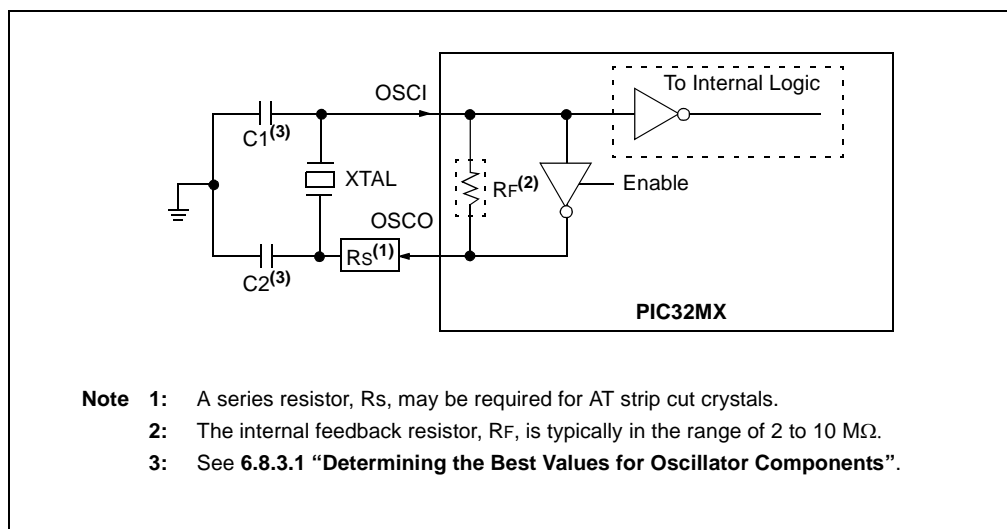 To Internal Logic
OSCI
C1(3)
XTAL
RF(2)
Enable
OSCO
RS(1)
C2(3)
PIC32MX
Note 1: A series resistor, Rs, may be required for AT strip cut crystals.
2: The internal feedback resistor, RF, is typically in the range of 2 to 10 MΩ.
3: See 6.8.3.1 “Determining the Best Values for Oscillator Components”.